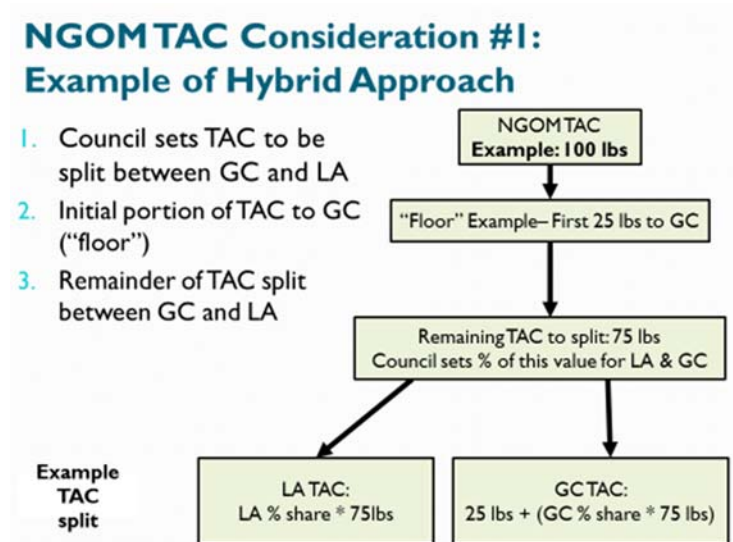 NGOM TAC Consideration #1:
Example of Hybrid Approach
1. Council sets TAC to be
split between GC and LA
2. Initial portion of TAC to GC
("floor")
3. Remainder of TAC split
between GC and LA
NGOM TAC
Example: 100 lbs
"Floor" Example– First 25 lbs to GC
Remaining TAC to split: 75 lbs
Council sets % of this value for LA & GC
Example
TAC
split
LA TAC:
LA % share * 75lbs
GC TAC:
25 lbs + (GC % share * 75 lbs)